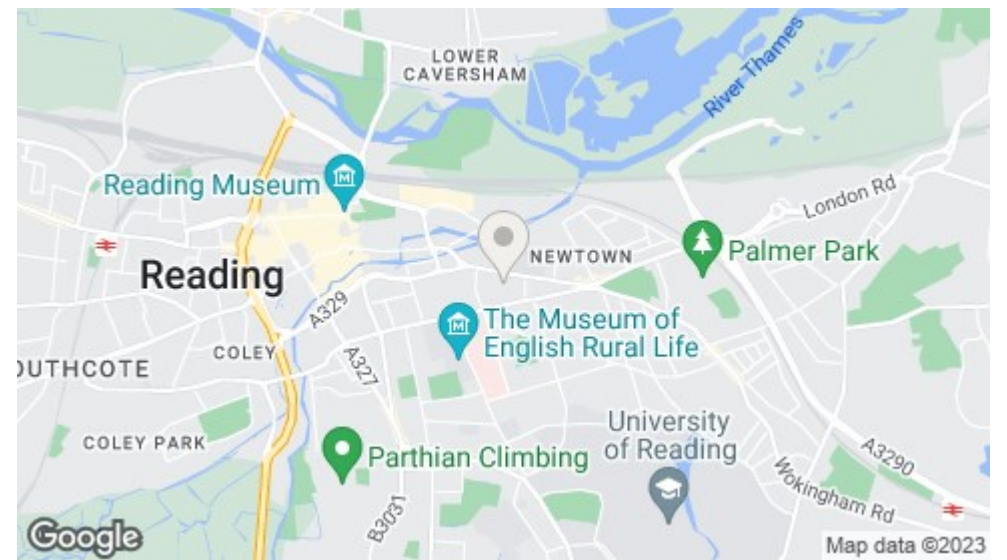 LOWER
CAVERSHAM
River Thames
Reading Museum
London Rd
NEWTOWN
Palmer Park
Reading
A329
The Museum of
English Rural Life
COLEY
A327
OUTHCOTE
University
of Reading
COLEY PARK
Parthian Climbing
A3290
Wokingham Rd
B3031
Google
Map data ©2023